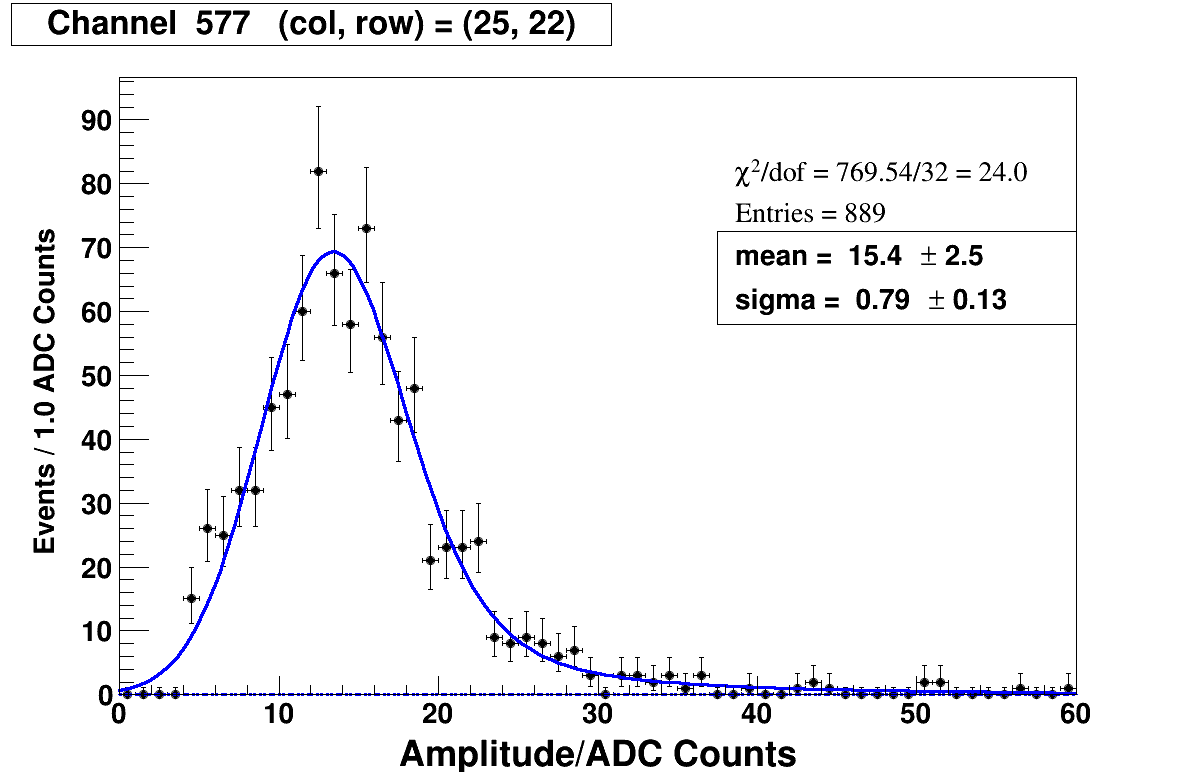 Channel 577 (col, row) = (25, 22)
χ²/dof = 769.54/32 = 24.0
Entries = 889
mean = 15.4 ± 2.5
sigma = 0.79 ± 0.13
Events / 1.0 ADC Counts
90
80
70
60
50
40
30
20
10
0
0 10 20 30 40 50 60
Amplitude/ADC Counts